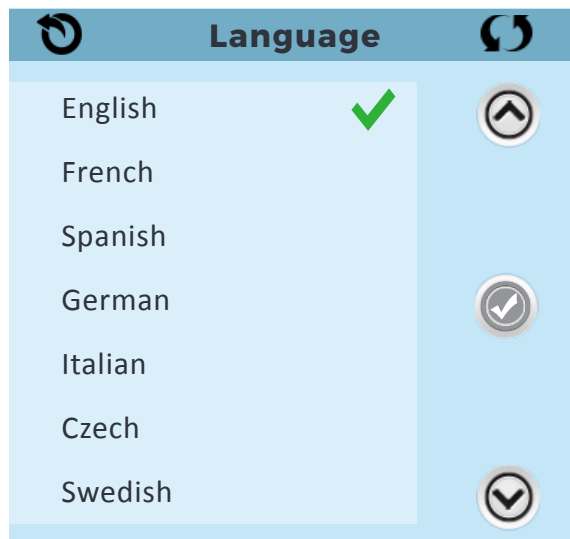 Language
English
French
Spanish
German
Italian
Czech
Swedish